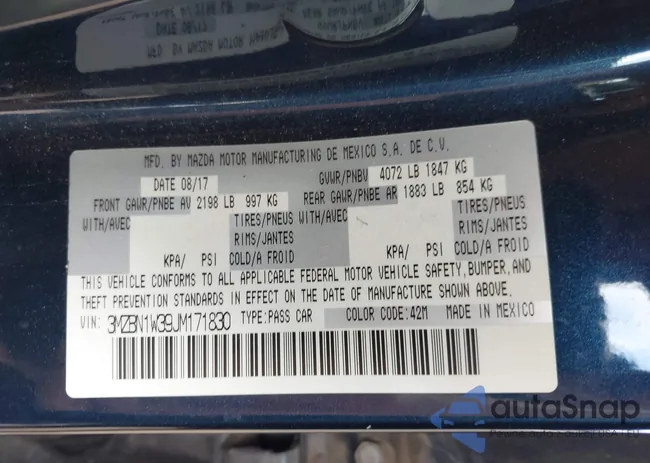 MFD. BY MAZDA MOTOR MANUFACTURING DE MEXICO S.A. DE C.V.
DATE 08/17 GVWR/PNBV 4072 LB 1847 KG
FRONT GAWR/PNBE AV 2198 LB 997 KG REAR GAWR/PNBE AR 1883 LB 854 KG
WITH/AVEC TIRES/PNEUS WITH/AVEC TIRES/PNEUS
RIMS/JANTES RIMS/JANTES
KPA/ PSI COLD/A FROID KPA/ PSI COLD/A FROID
THIS VEHICLE CONFORMS TO ALL APPLICABLE FEDERAL MOTOR VEHICLE SAFETY, BUMPER, AND
THEFT PREVENTION STANDARDS IN EFFECT ON THE DATE OF MANUFACTURE SHOWN ABOVE.
VIN: 3MZBN1W39JM171830 TYPE:PASS CAR COLOR CODE:42M MADE IN MEXICO
autaSnap